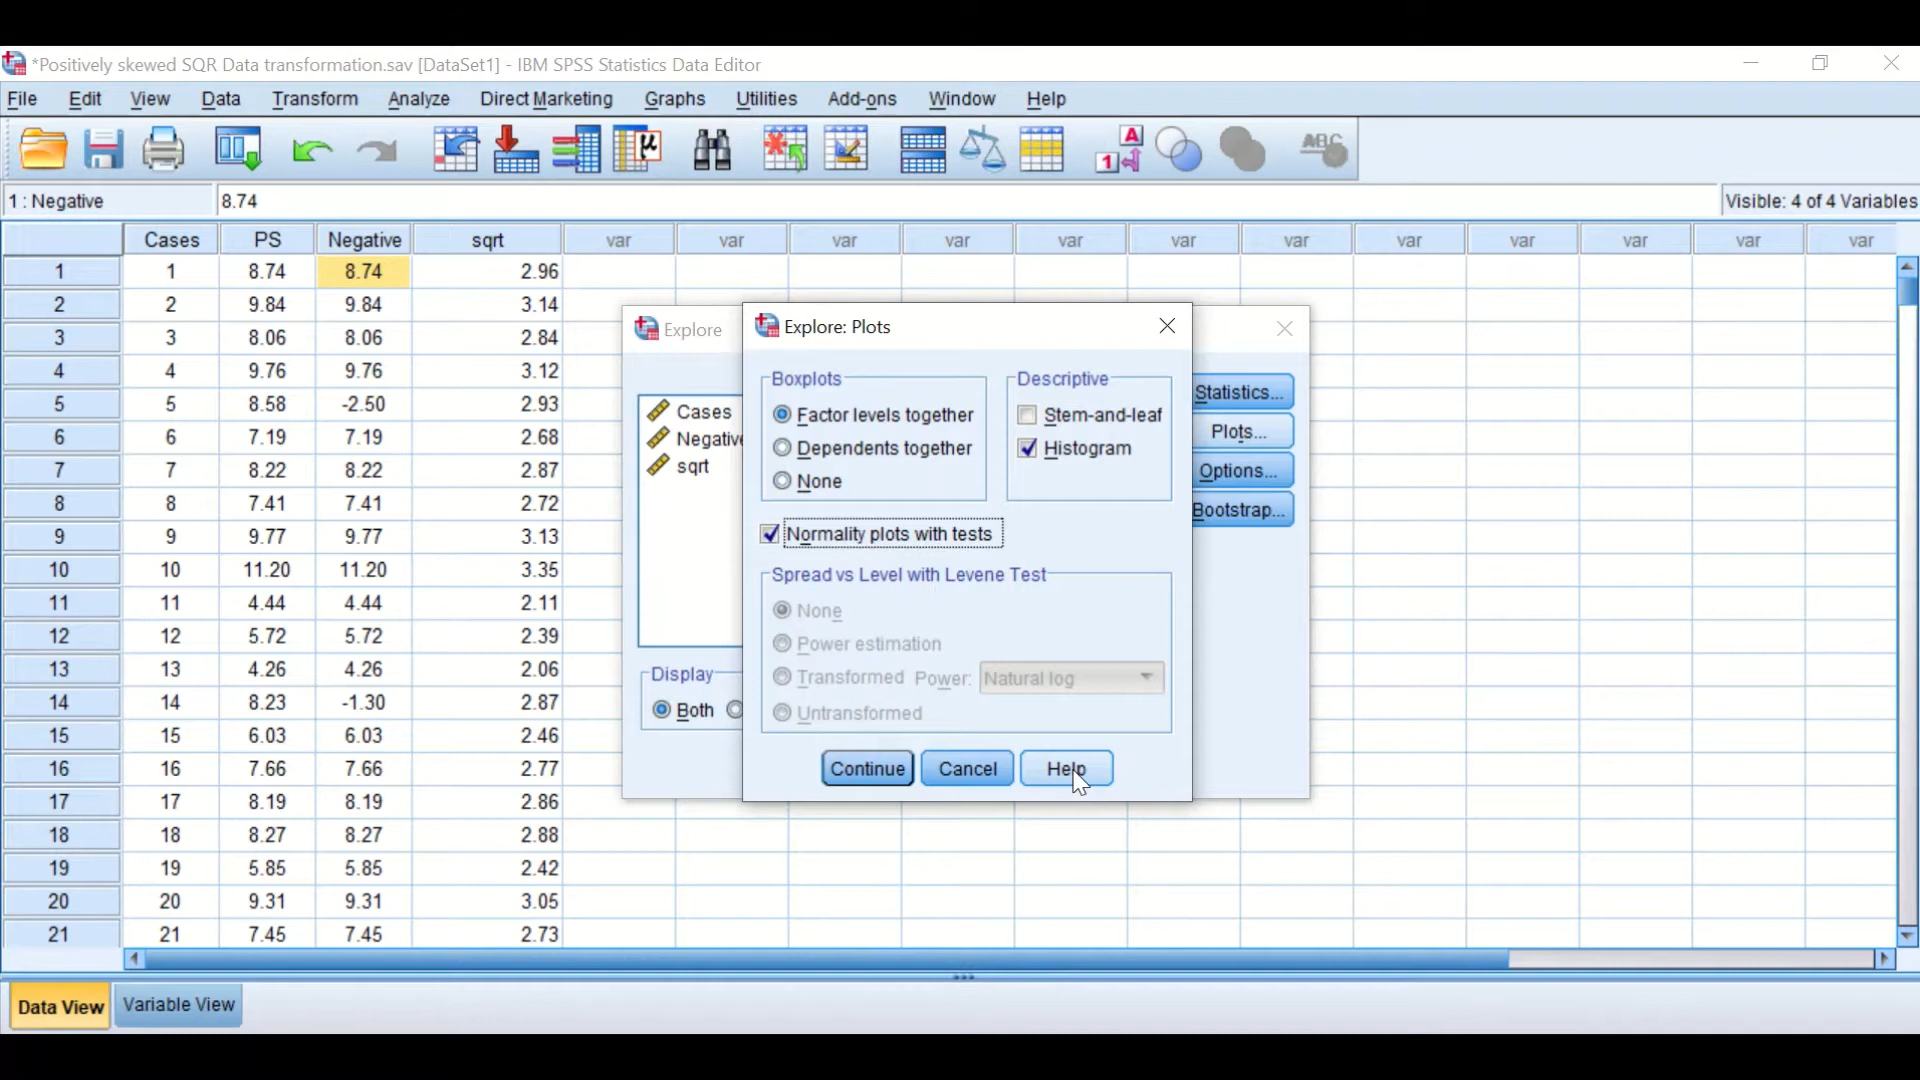 *Positively skewed SQR Data transformation.sav [DataSet1] - IBM SPSS Statistics Data Editor
File Edit View Data Transform Analyze Direct Marketing Graphs Utilities Add-ons Window Help
1 : Negative 8.74 Visible: 4 of 4 Variables
Cases PS Negative sqrt var var var var var var var var var var var var
1 1 8.74 8.74 2.96
2 2 9.84 9.84 3.14
3 3 8.06 8.06 2.84
4 4 9.76 9.76 3.12
5 5 8.58 -2.50 2.93
6 6 7.19 7.19 2.68
7 7 8.22 8.22 2.87
8 8 7.41 7.41 2.72
9 9 9.77 9.77 3.13
10 10 11.20 11.20 3.35
11 11 4.44 4.44 2.11
12 12 5.72 5.72 2.39
13 13 4.26 4.26 2.06
14 14 8.23 -1.30 2.87
15 15 6.03 6.03 2.46
16 16 7.66 7.66 2.77
17 17 8.19 8.19 2.86
18 18 8.27 8.27 2.88
19 19 5.85 5.85 2.42
20 20 9.31 9.31 3.05
21 21 7.45 7.45 2.73
Explore
Cases
Negative
sqrt
Display
Both
Statistics...
Plots...
Options...
Bootstrap...
Explore: Plots
Boxplots
Factor levels together
Dependents together
None
Descriptive
Stem-and-leaf
Histogram
Normality plots with tests
Spread vs Level with Levene Test
None
Power estimation
Transformed Power: Natural log
Untransformed
Continue Cancel Help
Data View Variable View